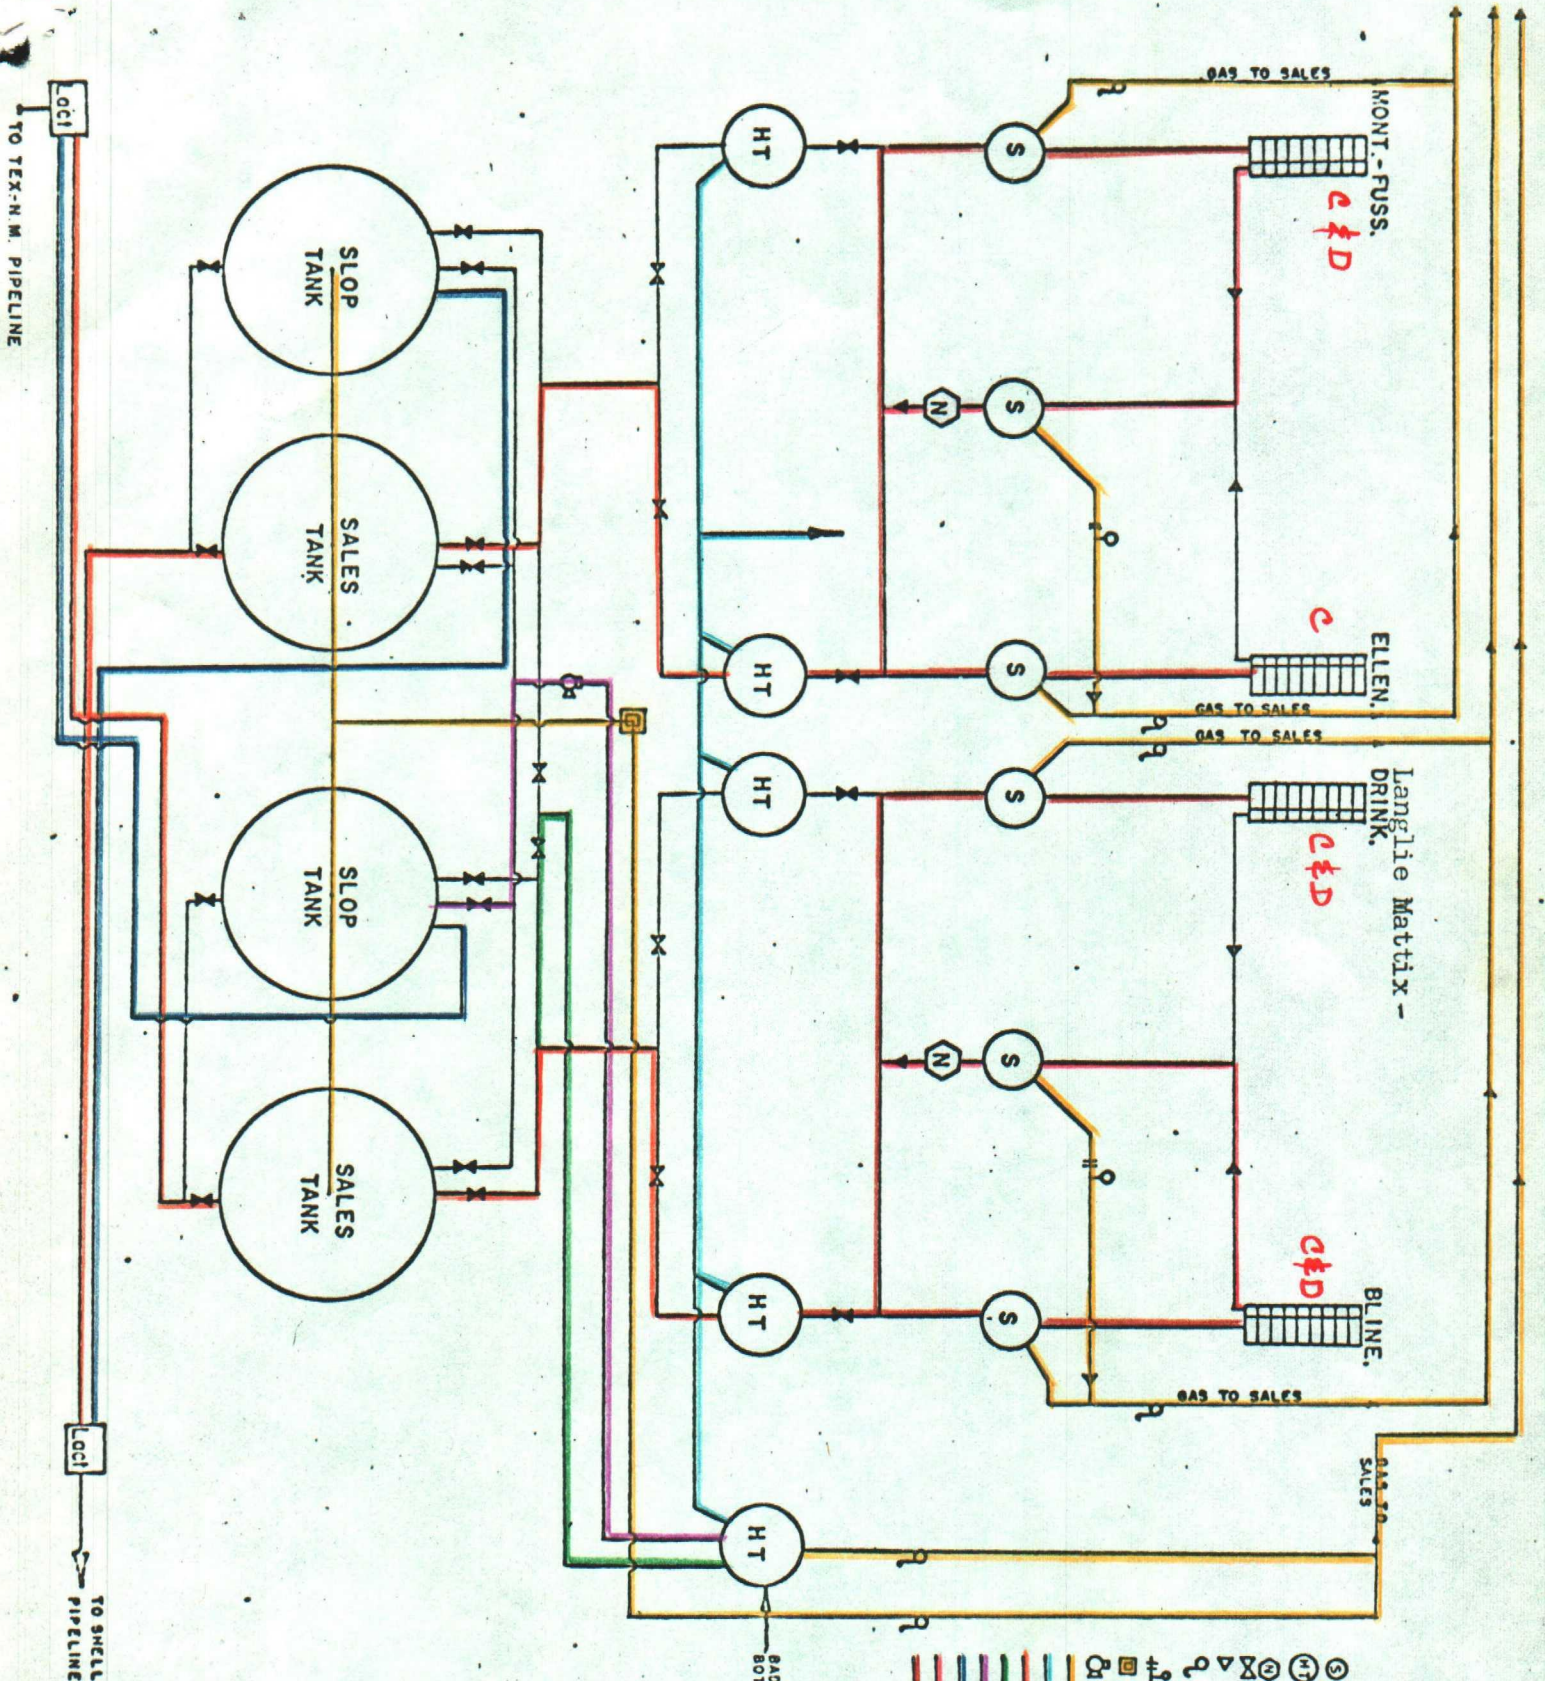 GAS TO SALES
MONT.-FUSS.
C & D
ELLEN.
C
GAS TO SALES
GAS TO SALES
Langlie Mattix -
DRINK.
C & D
BLINE.
C & D
GAS TO SALES
GAS TO
SALES
S
S
S
S
S
S
N
N
HT
HT
HT
HT
HT
SLOP
TANK
SALES
TANK
SLOP
TANK
SALES
TANK
Lact
TO TEX-N.M. PIPELINE
Lact
TO SHELL
PIPELINE
S
HT
N